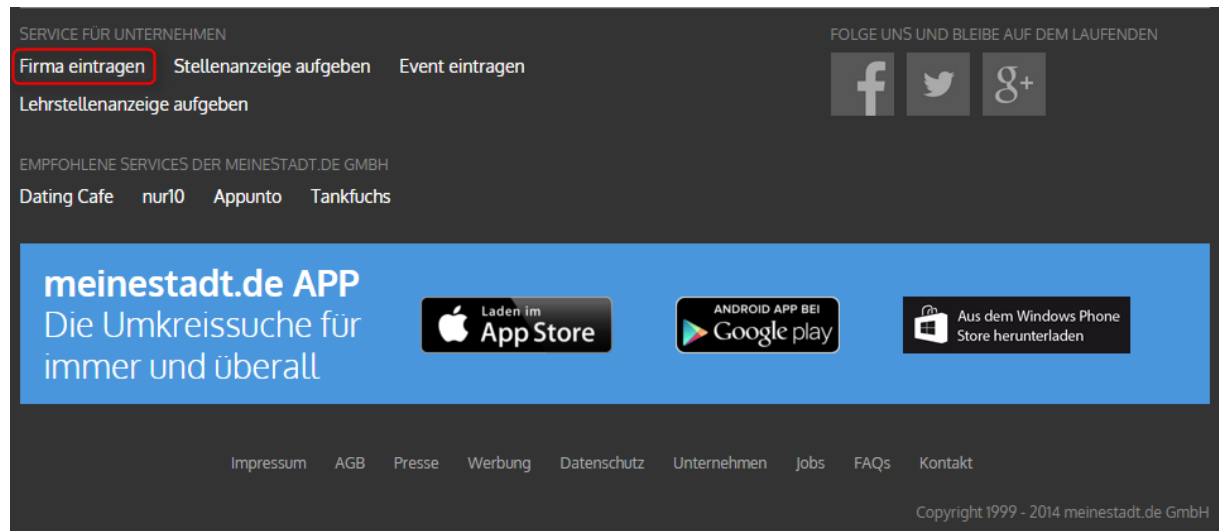 SERVICE FÜR UNTERNEHMEN
Firma eintragen Stellenanzeige aufgeben Event eintragen
Lehrstellenanzeige aufgeben
FOLGE UNS UND BLEIBE AUF DEM LAUFENDEN
f g+
EMPFOHLENE SERVICES DER MEINESTADT.DE GMBH
Dating Cafe nur10 Appunto Tankfuchs
meinestadt.de APP
Die Umkreissuche für
immer und überall
Laden im
App Store
ANDROID APP BEI
Google play
Aus dem Windows Phone
Store herunterladen
Impressum AGB Presse Werbung Datenschutz Unternehmen Jobs FAQs Kontakt
Copyright 1999 - 2014 meinestadt.de GmbH